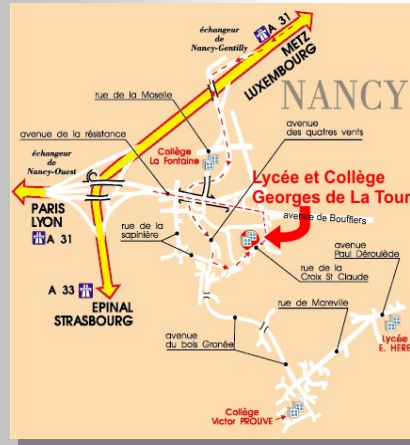 échangeur
de
Nancy-Gentilly
A 31
METZ
LUXEMBOURG
NANCY
rue de la Moselle
avenue de la résistance
avenue
des quatres vents
Collège
La Fontaine
échangeur
de
Nancy-Ouest
Lycée et Collège
Georges de La Tour
avenue de Boufflers
PARIS
LYON
A 31
rue de la
sapinière
avenue
Paul Déroulède
rue de la
Croix St Claude
A 33
EPINAL
STRASBOURG
rue de Mareville
Lycée
E. HERE
avenue
du bois Gronée
Collège
Victor PROUVE